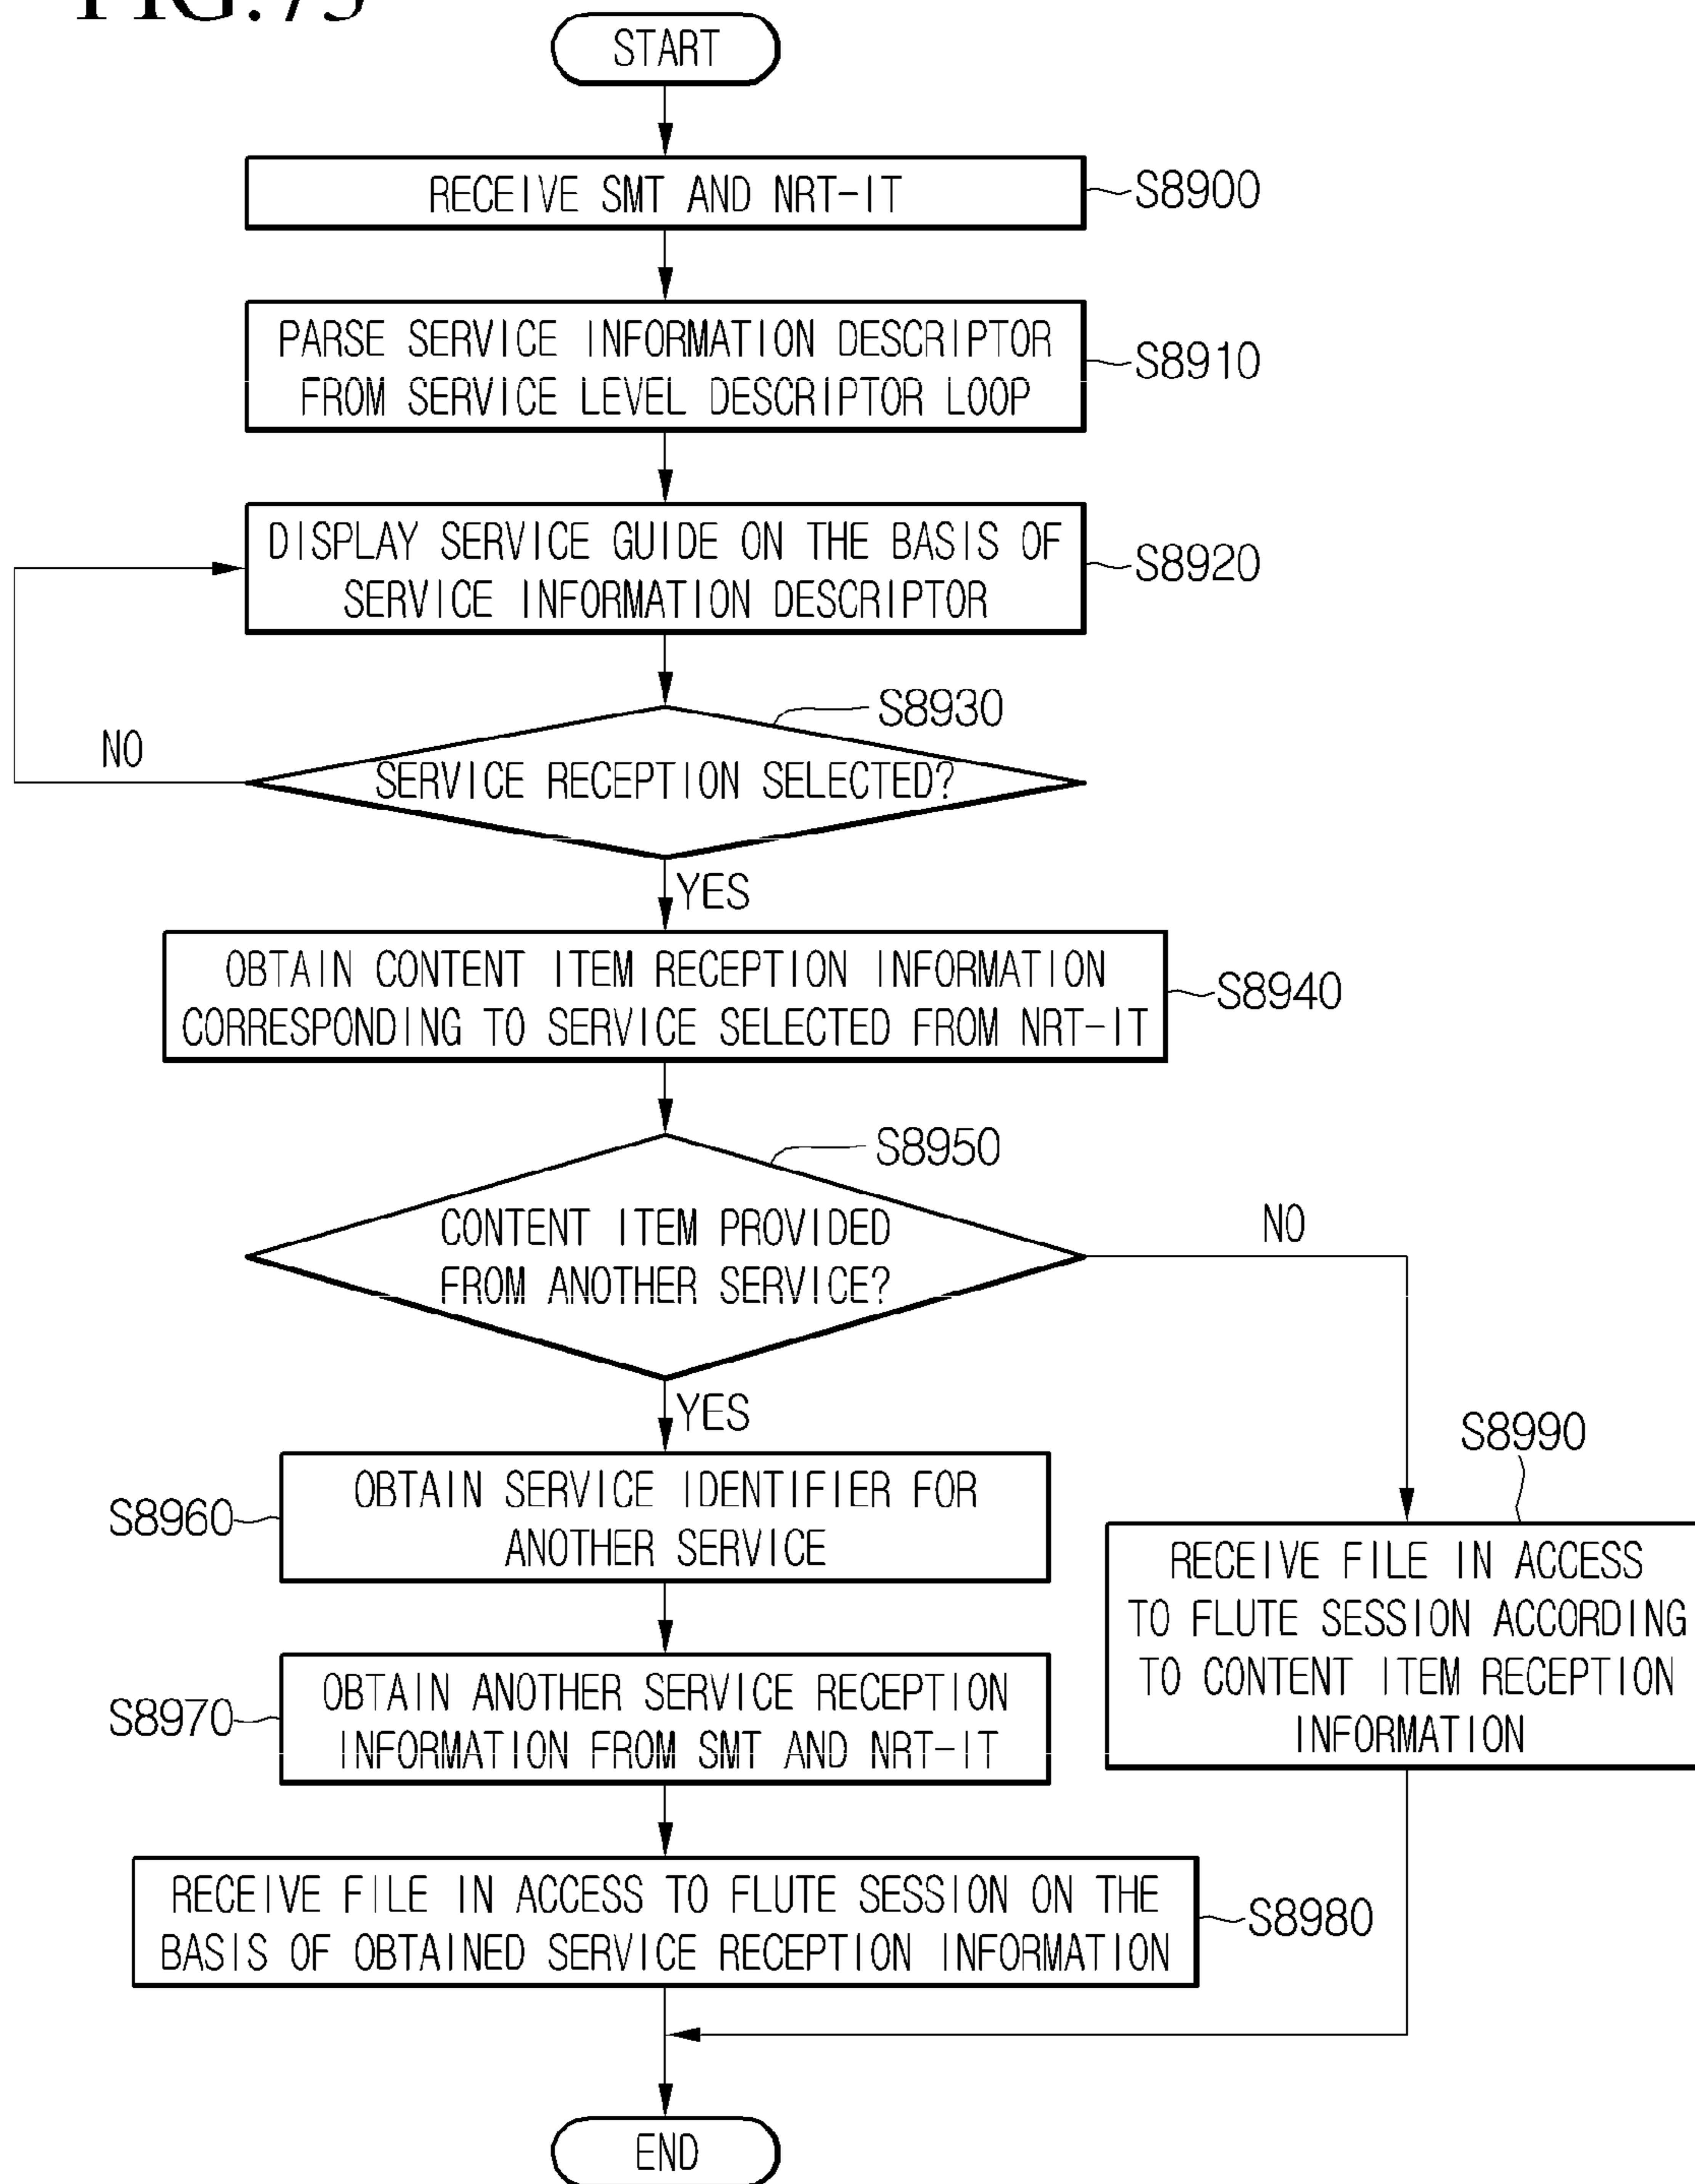 START
RECEIVE SMT AND NRT-IT
S8900
PARSE SERVICE INFORMATION DESCRIPTOR
FROM SERVICE LEVEL DESCRIPTOR LOOP
S8910
DISPLAY SERVICE GUIDE ON THE BASIS OF
SERVICE INFORMATION DESCRIPTOR
S8920
S8930
NO
SERVICE RECEPTION SELECTED?
YES
OBTAIN CONTENT ITEM RECEPTION INFORMATION
CORRESPONDING TO SERVICE SELECTED FROM NRT-IT
S8940
S8950
CONTENT ITEM PROVIDED
FROM ANOTHER SERVICE?
NO
YES
S8960
OBTAIN SERVICE IDENTIFIER FOR
ANOTHER SERVICE
S8990
RECEIVE FILE IN ACCESS
TO FLUTE SESSION ACCORDING
TO CONTENT ITEM RECEPTION
INFORMATION
S8970
OBTAIN ANOTHER SERVICE RECEPTION
INFORMATION FROM SMT AND NRT-IT
RECEIVE FILE IN ACCESS TO FLUTE SESSION ON THE
BASIS OF OBTAINED SERVICE RECEPTION INFORMATION
S8980
END